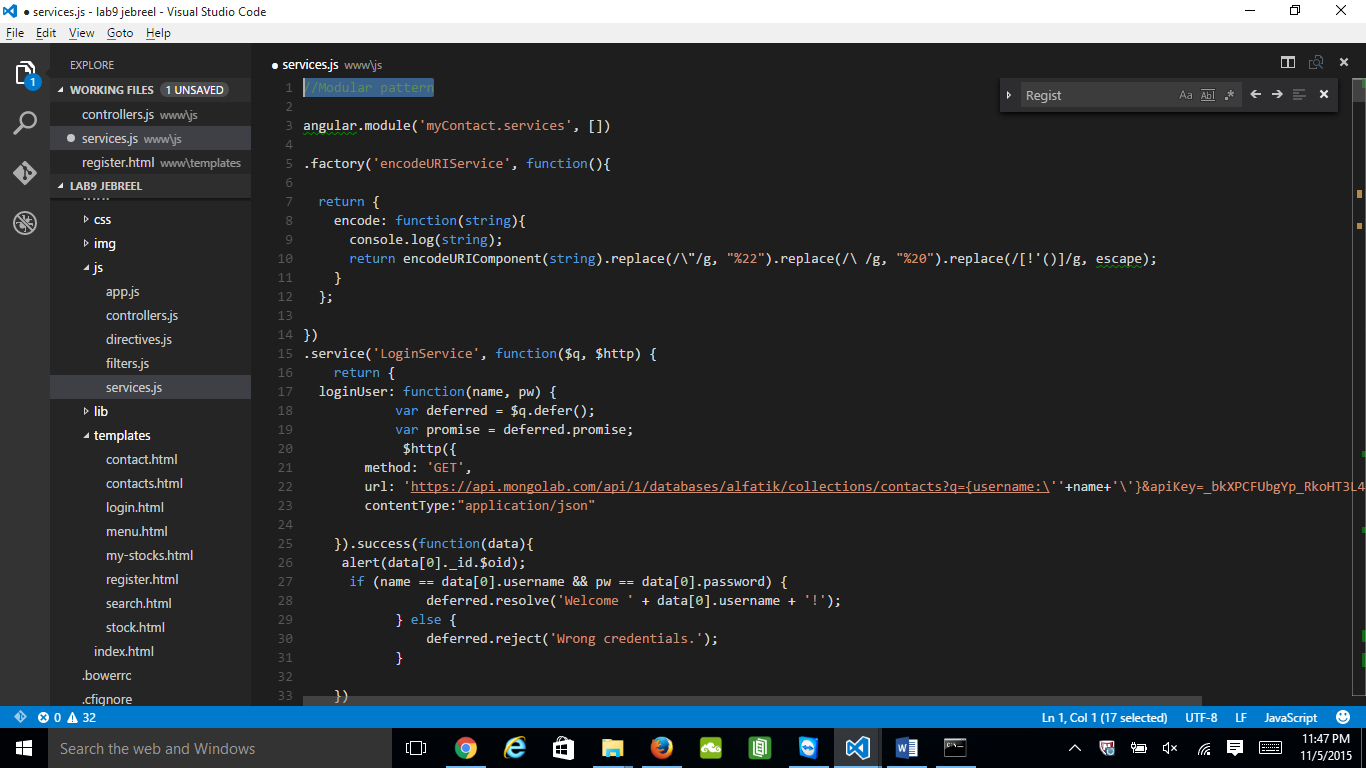 ● services.js - lab9 jebreel - Visual Studio Code
File Edit View Goto Help
EXPLORE
WORKING FILES 1 UNSAVED
controllers.js www\js
services.js www\js
register.html www\templates
LAB9 JEBREEL
css
img
js
app.js
controllers.js
directives.js
filters.js
services.js
lib
templates
contact.html
contacts.html
login.html
menu.html
my-stocks.html
register.html
search.html
stock.html
index.html
.bowerrc
.cfignore
1
● services.js www\js
Regist
Aa Ab| .*
1 //Modular pattern
2
3 angular.module('myContact.services', [])
4
5 .factory('encodeURIService', function(){
6
7 return {
8 encode: function(string){
9 console.log(string);
10 return encodeURIComponent(string).replace(/\"/g, "%22").replace(/\ /g, "%20").replace(/[!'()]/g, escape);
11 }
12 };
13
14 })
15 .service('LoginService', function($q, $http) {
16 return {
17 loginUser: function(name, pw) {
18 var deferred = $q.defer();
19 var promise = deferred.promise;
20 $http({
21 method: 'GET',
22 url: 'https://api.mongolab.com/api/1/databases/alfatik/collections/contacts?q={username:\''+name+'\'}&apiKey=_bkXPCFUbgYp_RkoHT3L4
23 contentType:"application/json"
24
25 }).success(function(data){
26 alert(data[0]._id.$oid);
27 if (name == data[0].username && pw == data[0].password) {
28 deferred.resolve('Welcome ' + data[0].username + '!');
29 } else {
30 deferred.reject('Wrong credentials.');
31 }
32
33 })
0 32
Ln 1, Col 1 (17 selected) UTF-8 LF JavaScript
Search the web and Windows
11:47 PM
11/5/2015